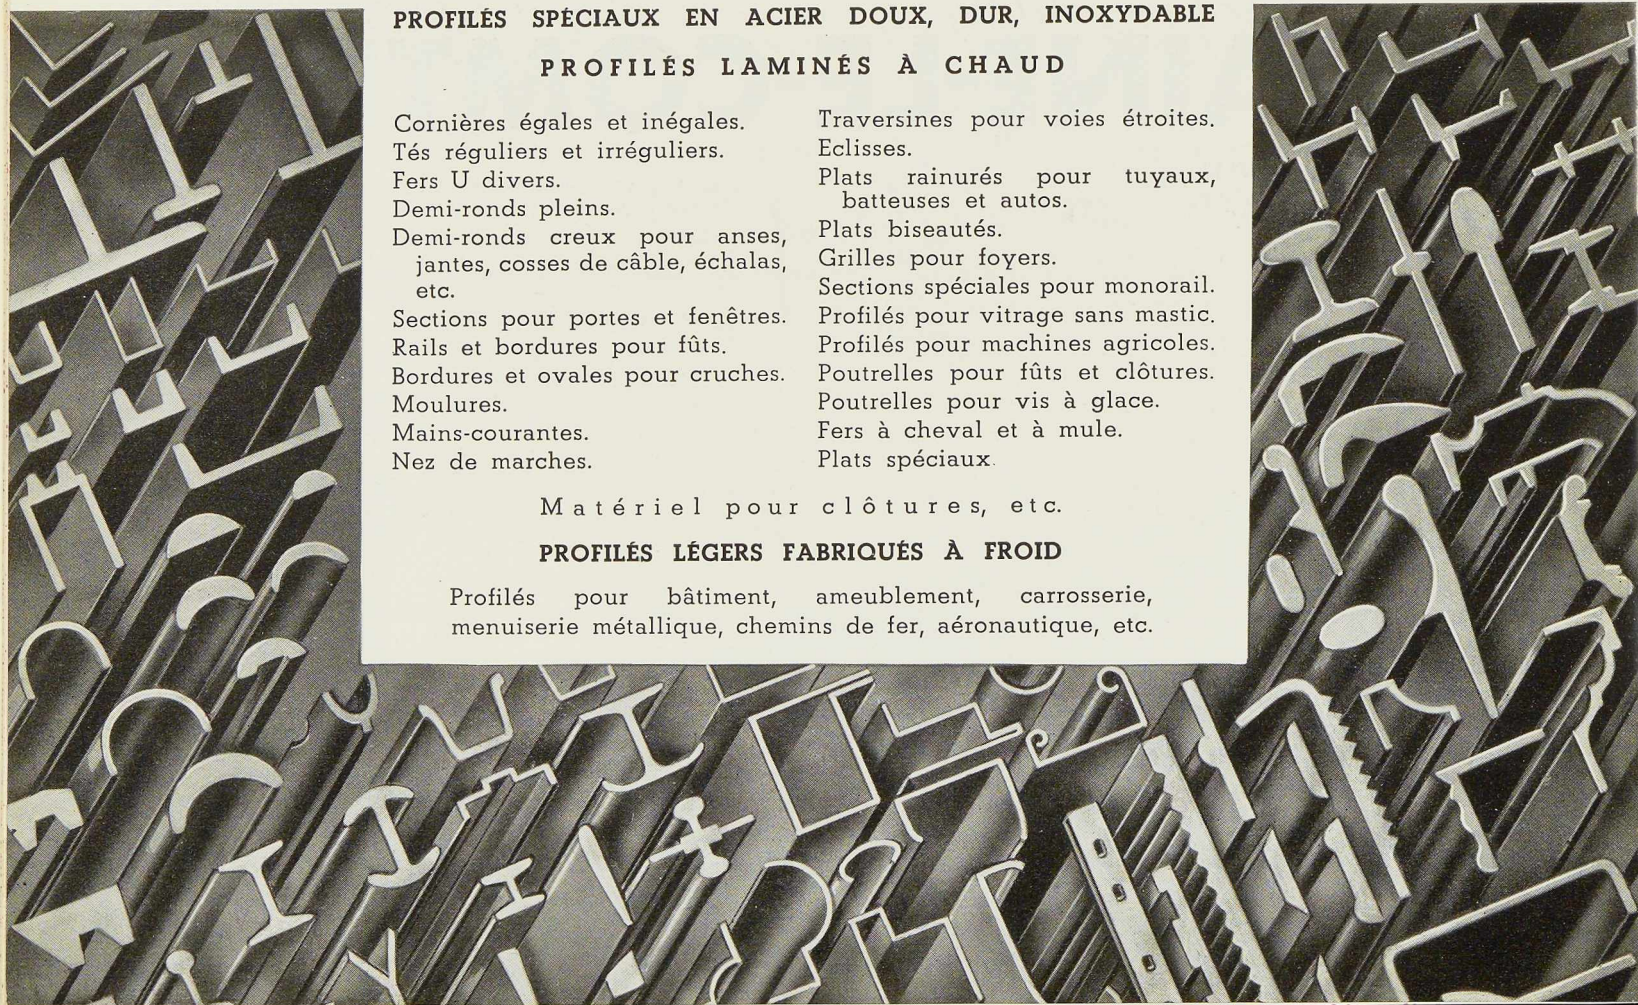 PROFILÉS SPÉCIAUX EN ACIER DOUX, DUR, INOXYDABLE
PROFILÉS LAMINÉS À CHAUD
Cornières égales et inégales.
Tés réguliers et irréguliers.
Fers U divers.
Demi-ronds pleins.
Demi-ronds creux pour anses,
jantes, cosses de câble, échalas,
etc.
Sections pour portes et fenêtres.
Rails et bordures pour fûts.
Bordures et ovales pour cruches.
Moulures.
Mains-courantes.
Nez de marches.
Traversines pour voies étroites.
Eclisses.
Plats rainurés pour tuyaux,
batteuses et autos.
Plats biseautés.
Grilles pour foyers.
Sections spéciales pour monorail.
Profilés pour vitrage sans mastic.
Profilés pour machines agricoles.
Poutrelles pour fûts et clôtures.
Poutrelles pour vis à glace.
Fers à cheval et à mule.
Plats spéciaux.
Matériel pour clôtures, etc.
PROFILÉS LÉGERS FABRIQUÉS À FROID
Profilés pour bâtiment, ameublement, carrosserie,
menuiserie métallique, chemins de fer, aéronautique, etc.